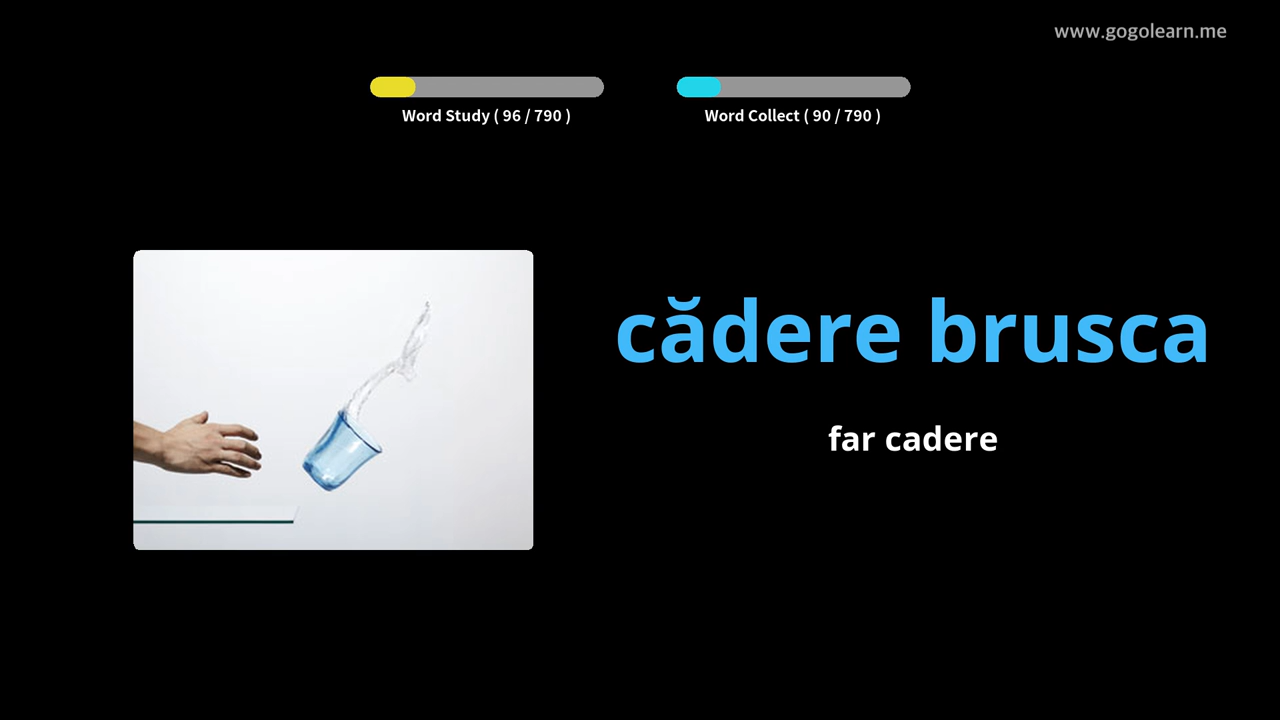 www.gogolearn.me
Word Study ( 96 / 790 )
Word Collect ( 90 / 790 )
cădere brusca
far cadere